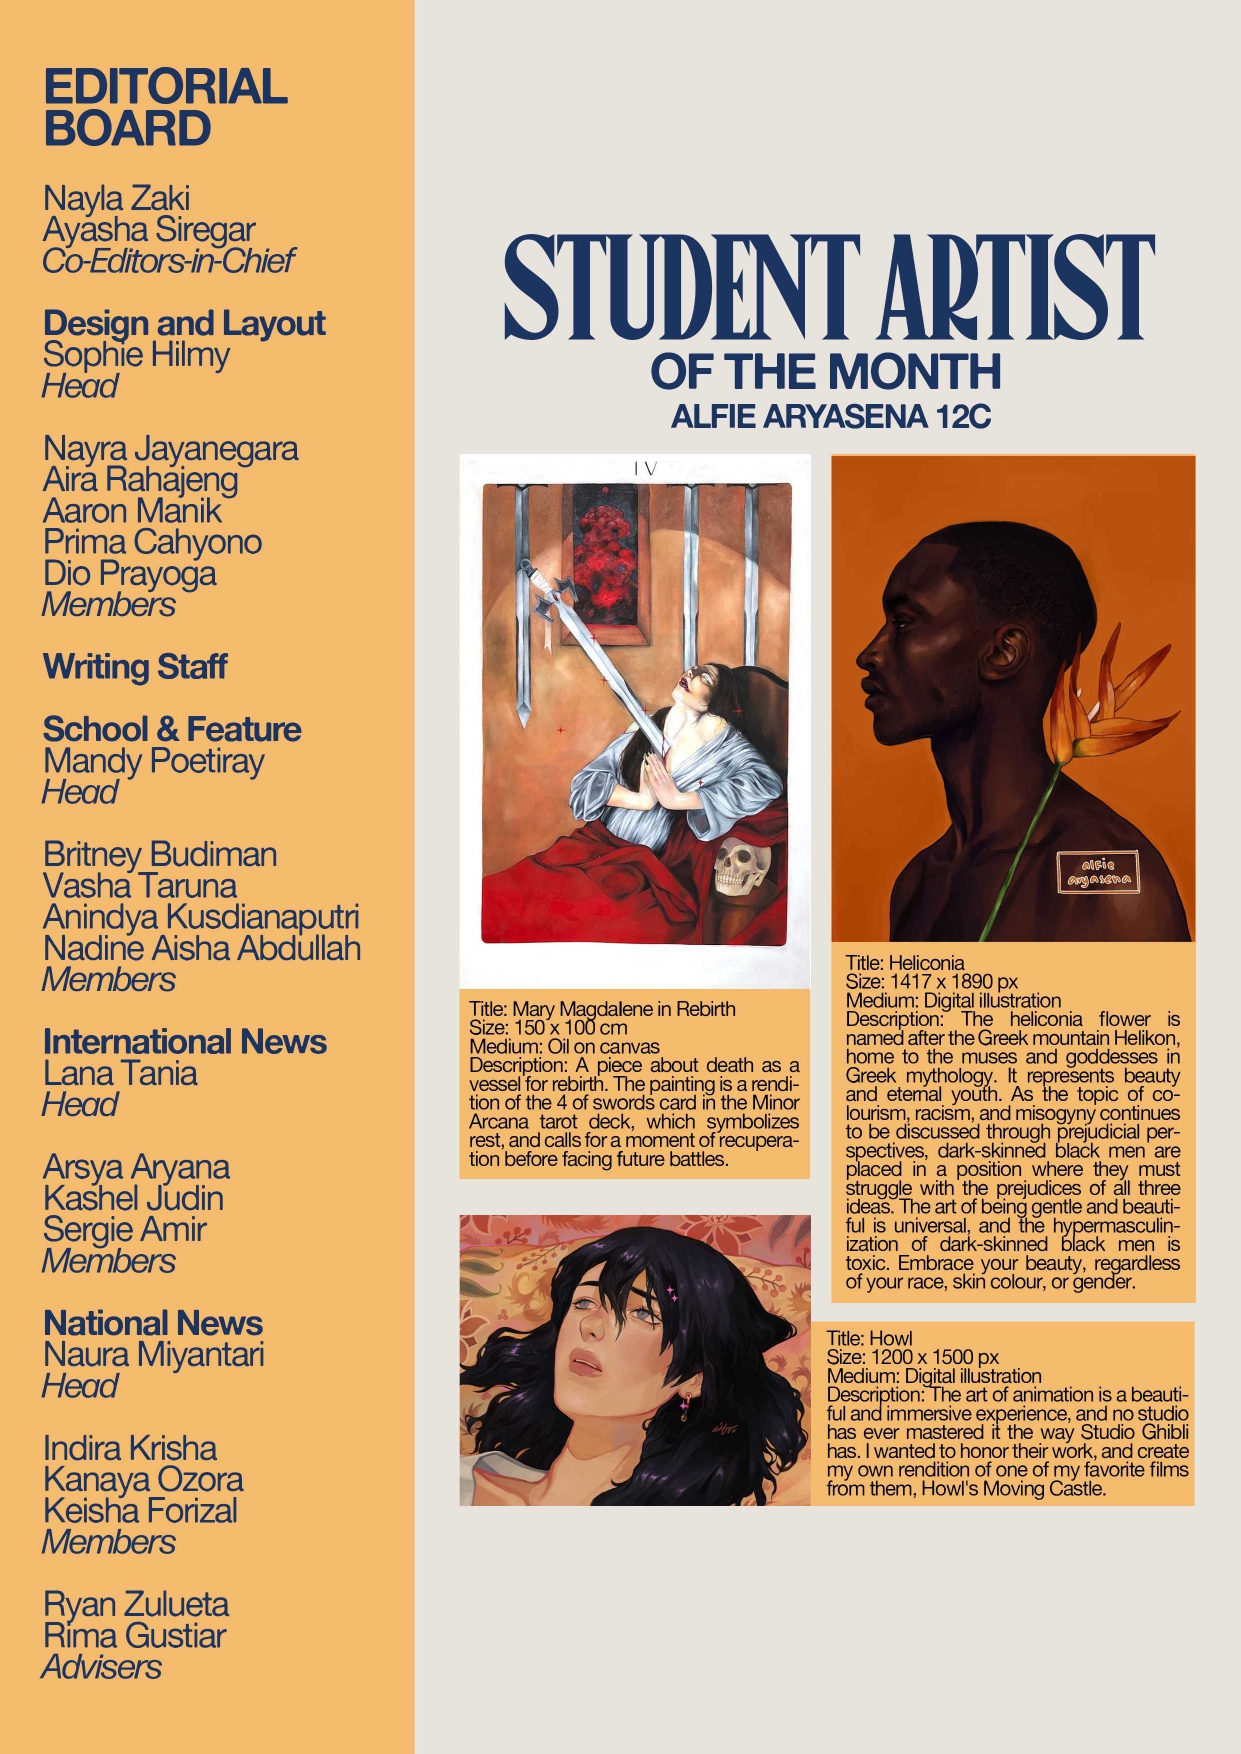 EDITORIAL
BOARD
Nayla Zaki
Ayasha Siregar
Co-Editors-in-Chief
Design and Layout
Sophie Hilmy
Head
Nayra Jayanegara
Aira Rahajeng
Aaron Manik
Prima Cahyono
Dio Prayoga
Members
Writing Staff
School & Feature
Mandy Poetiray
Head
Britney Budiman
Vasha Taruna
Anindya Kusdianaputri
Nadine Aisha Abdullah
Members
International News
Lana Tania
Head
Arsya Aryana
Kashel Judin
Sergie Amir
Members
National News
Naura Miyantari
Head
Indira Krisha
Kanaya Ozora
Keisha Forizal
Members
Ryan Zulueta
Rima Gustiar
Advisers
STUDENT ARTIST
OF THE MONTH
ALFIE ARYASENA 12C
IV
Title: Mary Magdalene in Rebirth
Size: 150 x 100 cm
Medium: Oil on canvas
Description: A piece about death as a
vessel for rebirth. The painting is a rendi-
tion of the 4 of swords card in the Minor
Arcana tarot deck, which symbolizes
rest, and calls for a moment of recupera-
tion before facing future battles.
alfie
aryasena
Title: Heliconia
Size: 1417 x 1890 px
Medium: Digital illustration
Description: The heliconia flower is
named after the Greek mountain Helikon,
home to the muses and goddesses in
Greek mythology. It represents beauty
and eternal youth. As the topic of co-
lourism, racism, and misogyny continues
to be discussed through prejudicial per-
spectives, dark-skinned black men are
placed in a position where they must
struggle with the prejudices of all three
ideas. The art of being gentle and beauti-
ful is universal, and the hypermasculin-
ization of dark-skinned black men is
toxic. Embrace your beauty, regardless
of your race, skin colour, or gender.
Title: Howl
Size: 1200 x 1500 px
Medium: Digital illustration
Description: The art of animation is a beauti-
ful and immersive experience, and no studio
has ever mastered it the way Studio Ghibli
has. I wanted to honor their work, and create
my own rendition of one of my favorite films
from them, Howl's Moving Castle.